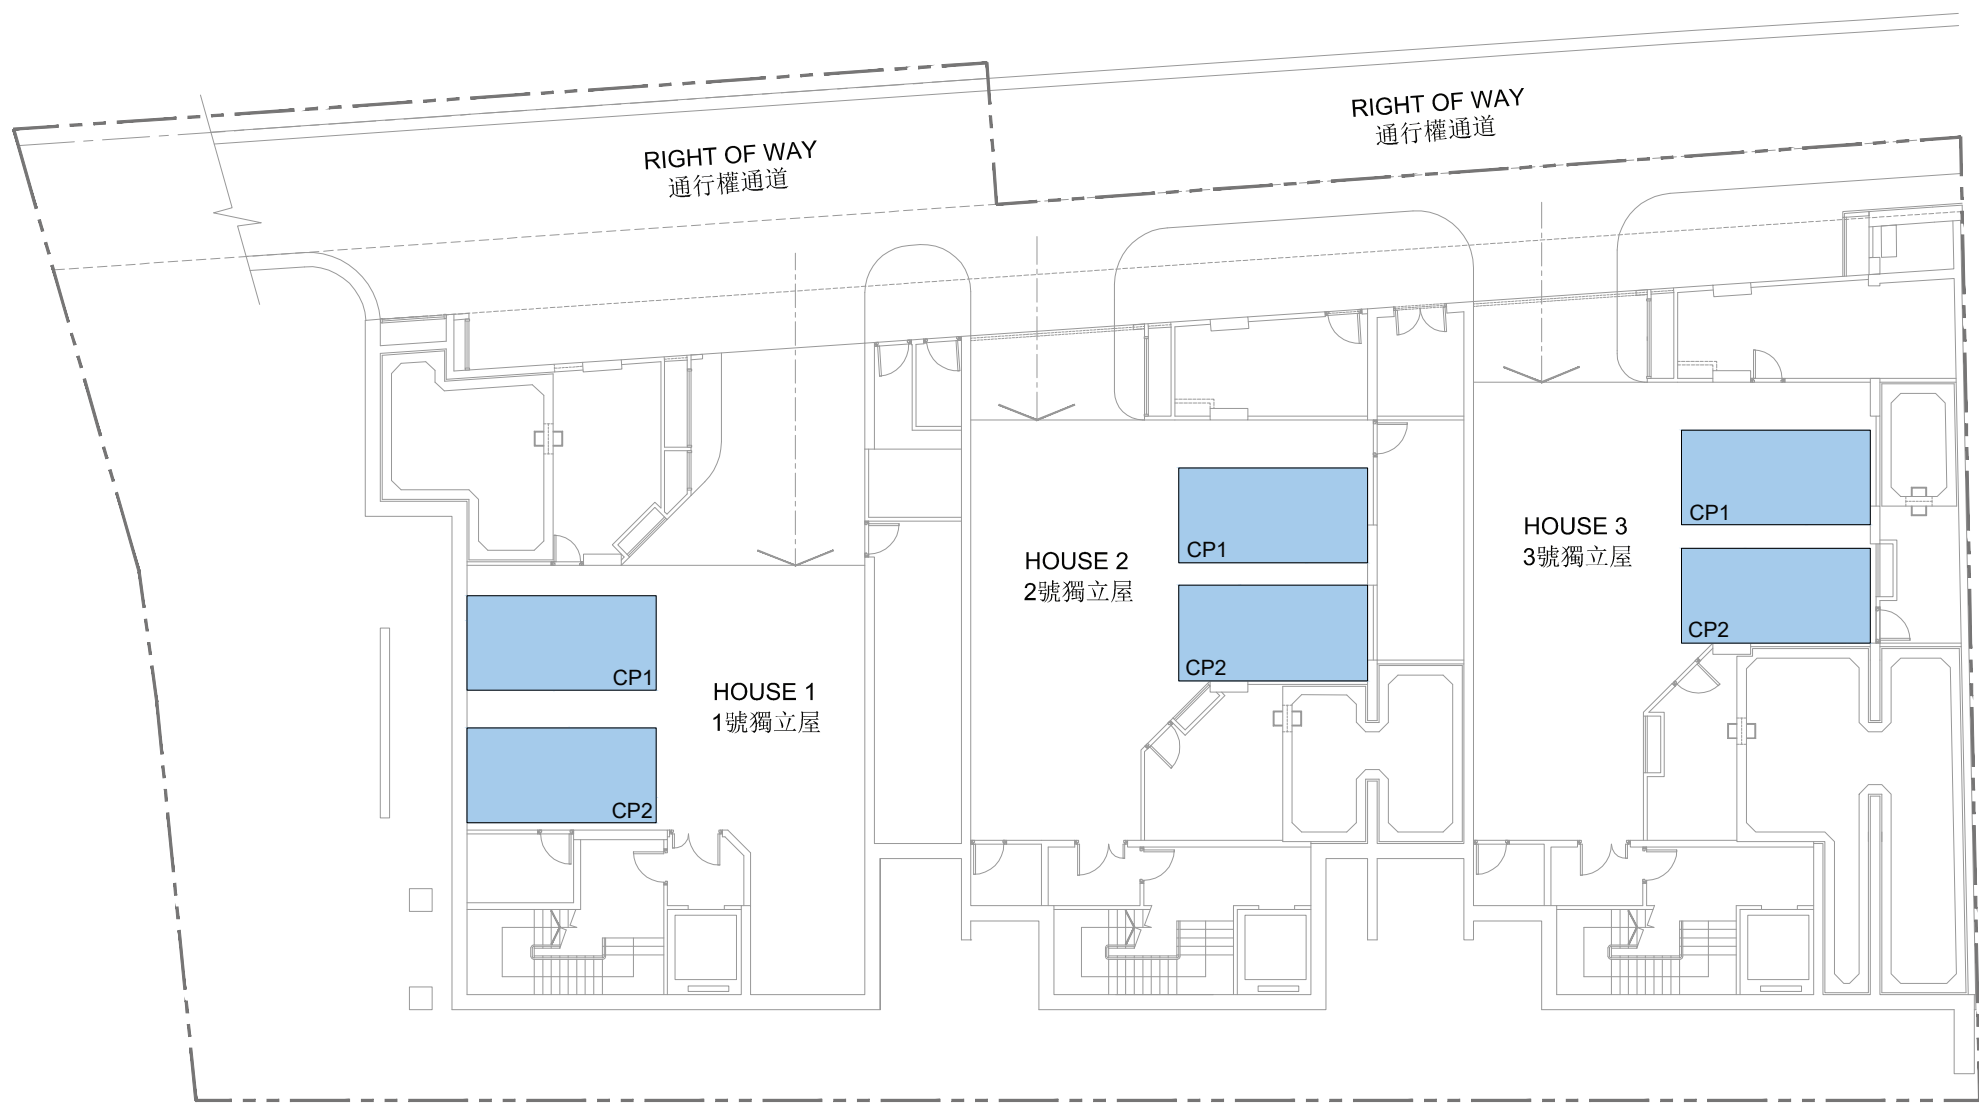 RIGHT OF WAY
通行權通道
RIGHT OF WAY
通行權通道
HOUSE 1
1號獨立屋
CP1
CP2
HOUSE 2
2號獨立屋
CP1
CP2
HOUSE 3
3號獨立屋
CP1
CP2